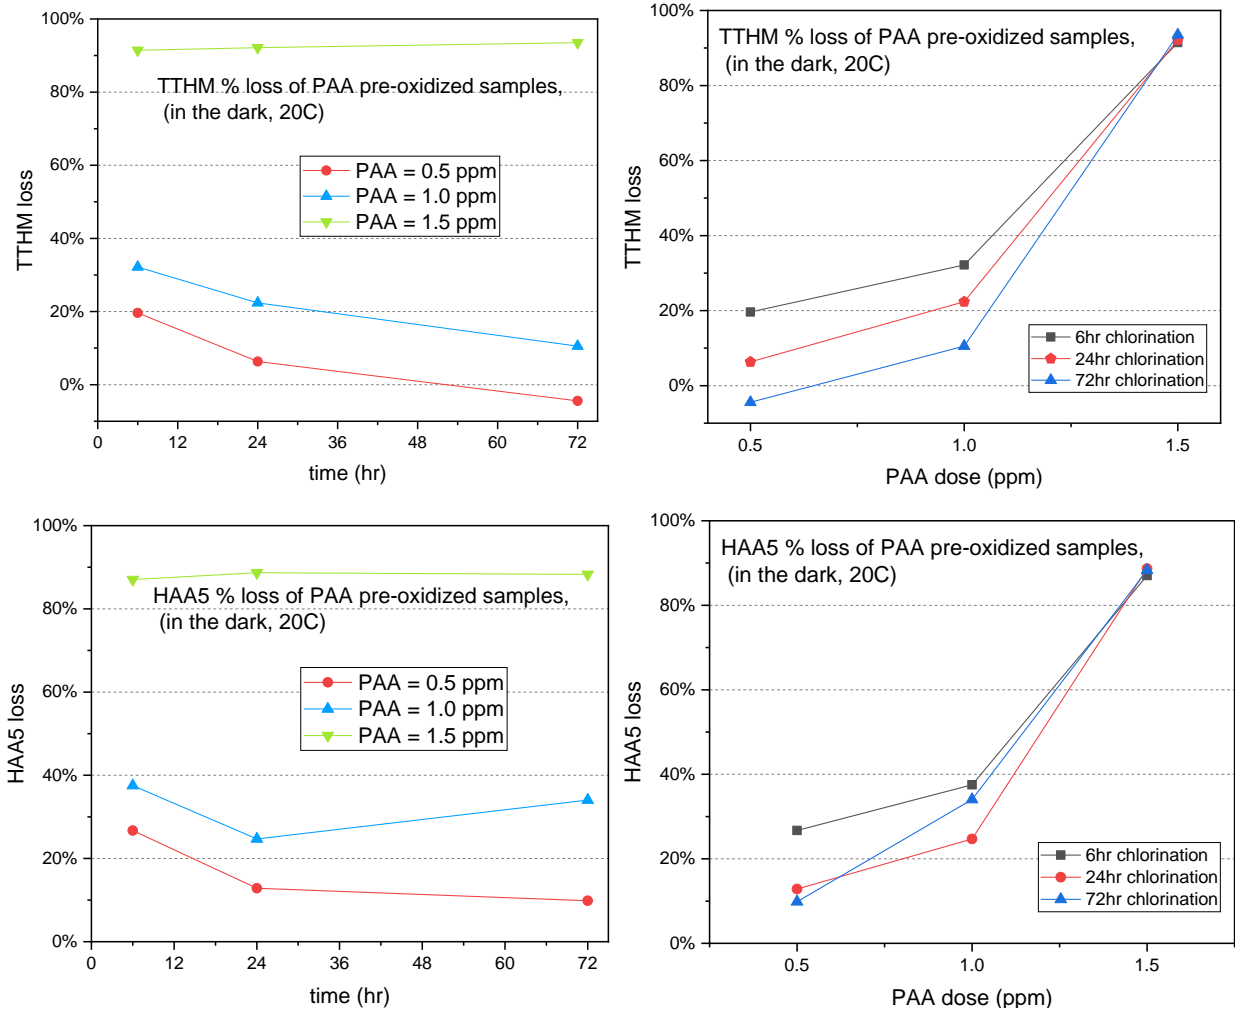 100%
80%
60%
40%
20%
0%
TTHM loss
TTHM % loss of PAA pre-oxidized samples,
(in the dark, 20C)
PAA = 0.5 ppm
PAA = 1.0 ppm
PAA = 1.5 ppm
0 12 24 36 48 60 72
time (hr)
100%
80%
60%
40%
20%
0%
TTHM loss
TTHM % loss of PAA pre-oxidized samples,
(in the dark, 20C)
6hr chlorination
24hr chlorination
72hr chlorination
0.5 1.0 1.5
PAA dose (ppm)
100%
80%
60%
40%
20%
0%
HAA5 loss
HAA5 % loss of PAA pre-oxidized samples,
(in the dark, 20C)
PAA = 0.5 ppm
PAA = 1.0 ppm
PAA = 1.5 ppm
0 12 24 36 48 60 72
time (hr)
100%
80%
60%
40%
20%
0%
HAA5 loss
HAA5 % loss of PAA pre-oxidized samples,
(in the dark, 20C)
6hr chlorination
24hr chlorination
72hr chlorination
0.5 1.0 1.5
PAA dose (ppm)